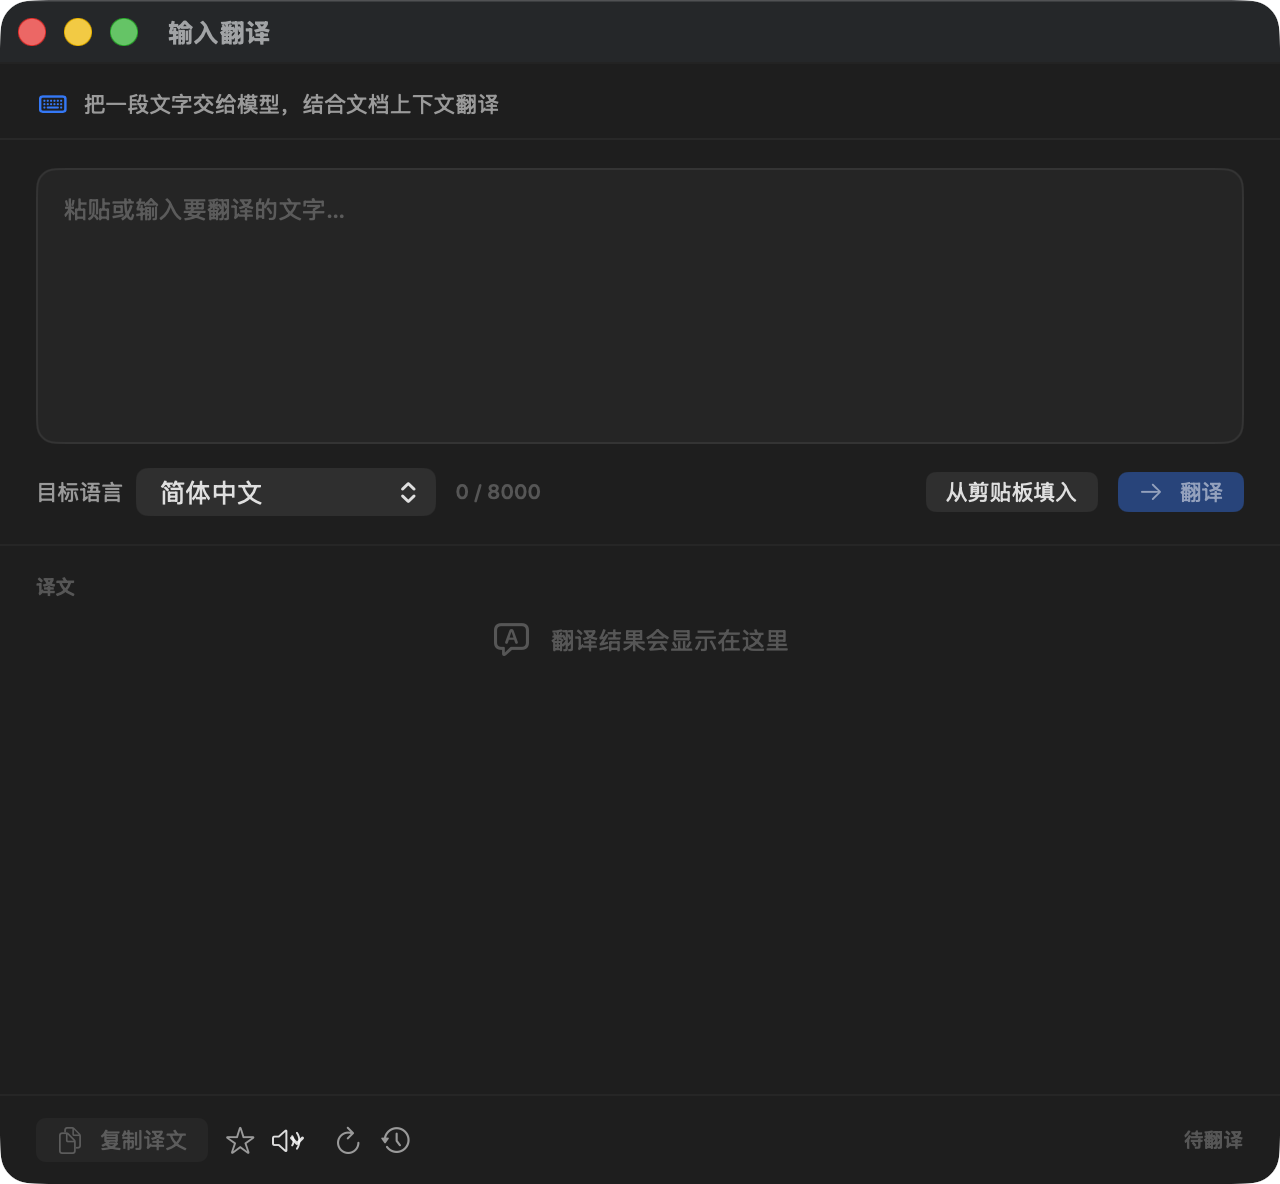 输入翻译
把一段文字交给模型，结合文档上下文翻译
粘贴或输入要翻译的文字...
目标语言 简体中文 0 / 8000 从剪贴板填入 翻译
译文
A 翻译结果会显示在这里
复制译文 待翻译